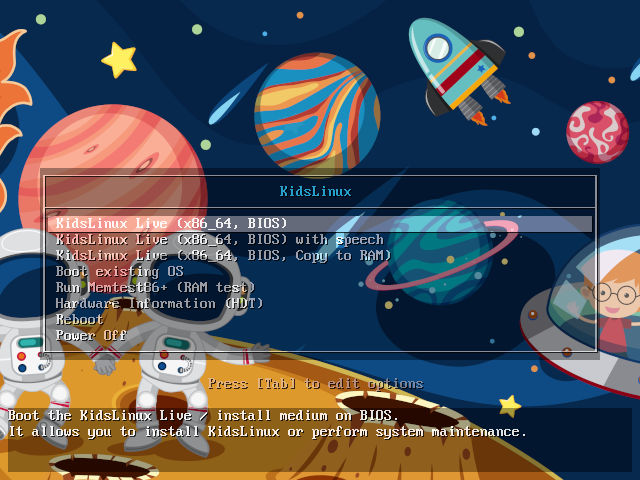 KidsLinux
KidsLinux Live (x86_64, BIOS)
KidsLinux Live (x86_64, BIOS) with speech
KidsLinux Live (x86_64, BIOS, Copy to RAM)
Boot existing OS
Run Memtest86+ (RAM test)
Hardware Information (HDT)
Reboot
Power Off
Press [Tab] to edit options
Boot the KidsLinux Live / install medium on BIOS.
It allows you to install KidsLinux or perform system maintenance.